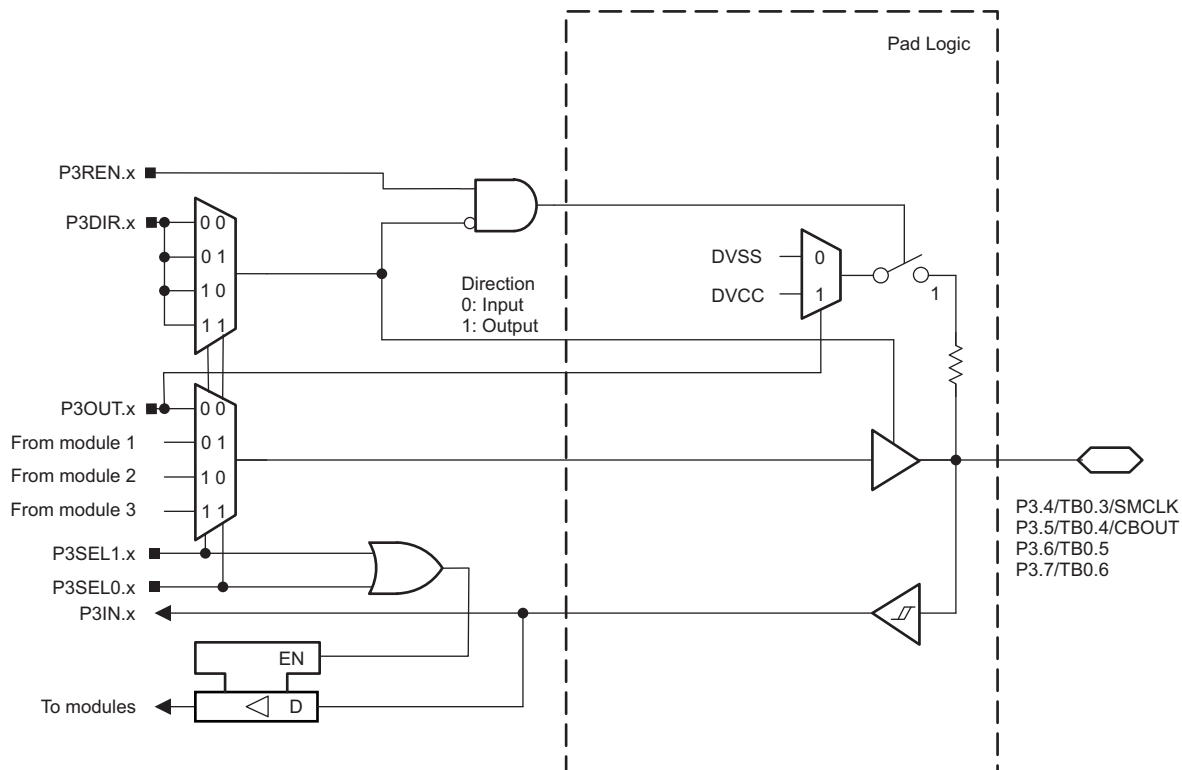 Pad Logic
P3REN.x
P3DIR.x
0 0
0 1
1 0
1 1
Direction
0: Input
1: Output
DVSS
DVCC
0
1
1
P3OUT.x
From module 1
From module 2
From module 3
0 0
0 1
1 0
1 1
P3SEL1.x
P3SEL0.x
P3IN.x
EN
D
To modules
P3.4/TB0.3/SMCLK
P3.5/TB0.4/CBOUT
P3.6/TB0.5
P3.7/TB0.6